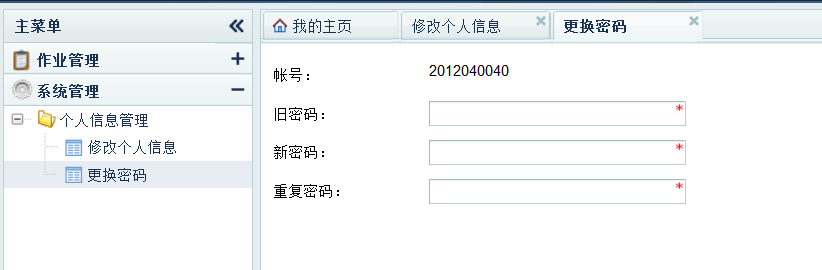 主菜单
作业管理
系统管理
个人信息管理
修改个人信息
更换密码
我的主页
修改个人信息
更换密码
帐号：
2012040040
旧密码：
*
新密码：
*
重复密码：
*